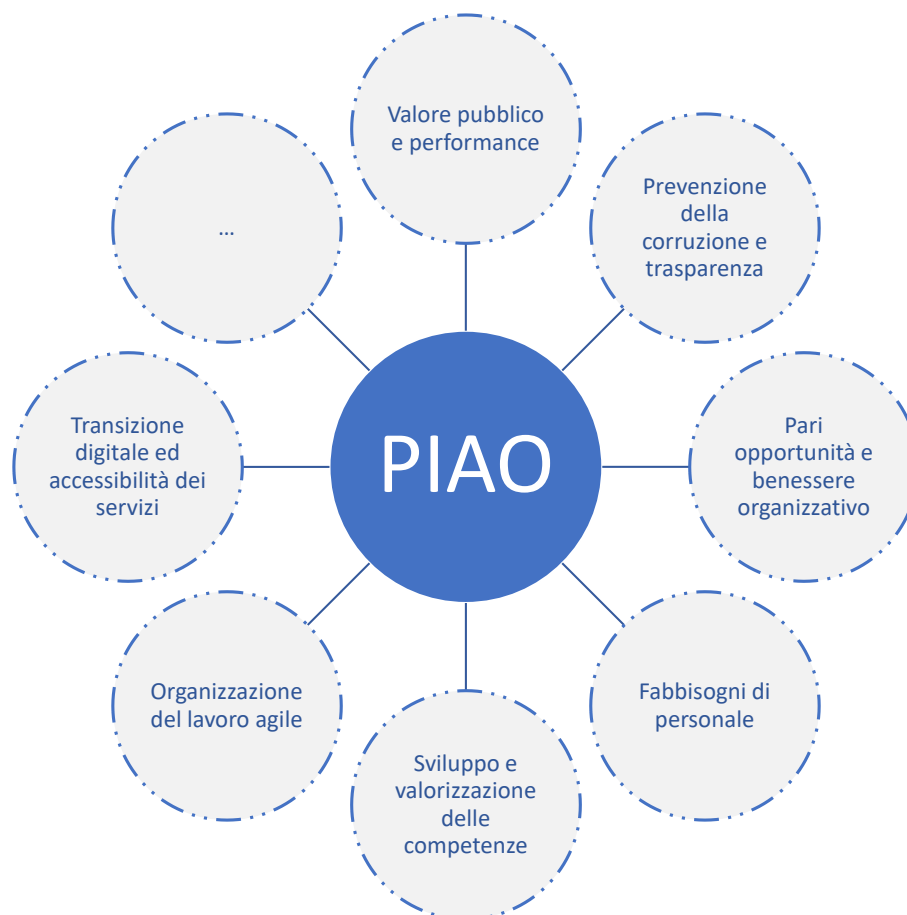 Valore pubblico
e performance
Prevenzione
della
corruzione e
trasparenza
Pari
opportunità e
benessere
organizzativo
Fabbisogni di
personale
Sviluppo e
valorizzazione
delle
competenze
Organizzazione
del lavoro agile
Transizione
digitale ed
accessibilità dei
servizi
...
PIAO